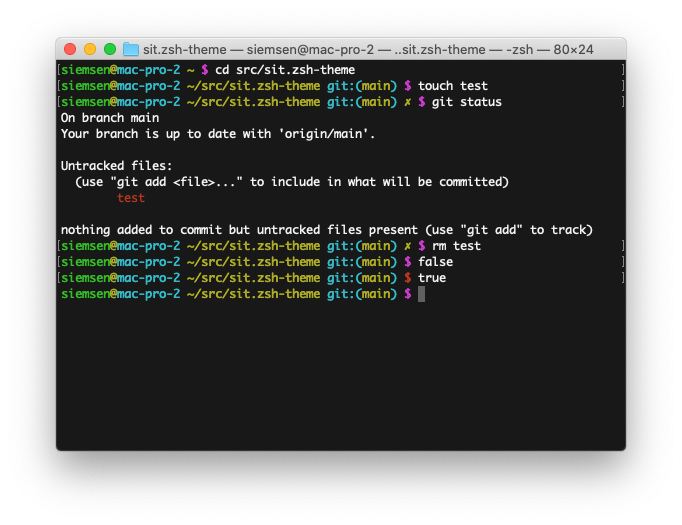 sit.zsh-theme — siemsen@mac-pro-2 — ..sit.zsh-theme — -zsh — 80×24
[siemsen@mac-pro-2 ~ $ cd src/sit.zsh-theme ]
[siemsen@mac-pro-2 ~/src/sit.zsh-theme git:(main) $ touch test ]
[siemsen@mac-pro-2 ~/src/sit.zsh-theme git:(main) ✗ $ git status ]
On branch main
Your branch is up to date with 'origin/main'.
Untracked files:
(use "git add <file>..." to include in what will be committed)
test
nothing added to commit but untracked files present (use "git add" to track)
[siemsen@mac-pro-2 ~/src/sit.zsh-theme git:(main) ✗ $ rm test ]
[siemsen@mac-pro-2 ~/src/sit.zsh-theme git:(main) $ false ]
[siemsen@mac-pro-2 ~/src/sit.zsh-theme git:(main) $ true ]
siemsen@mac-pro-2 ~/src/sit.zsh-theme git:(main) $